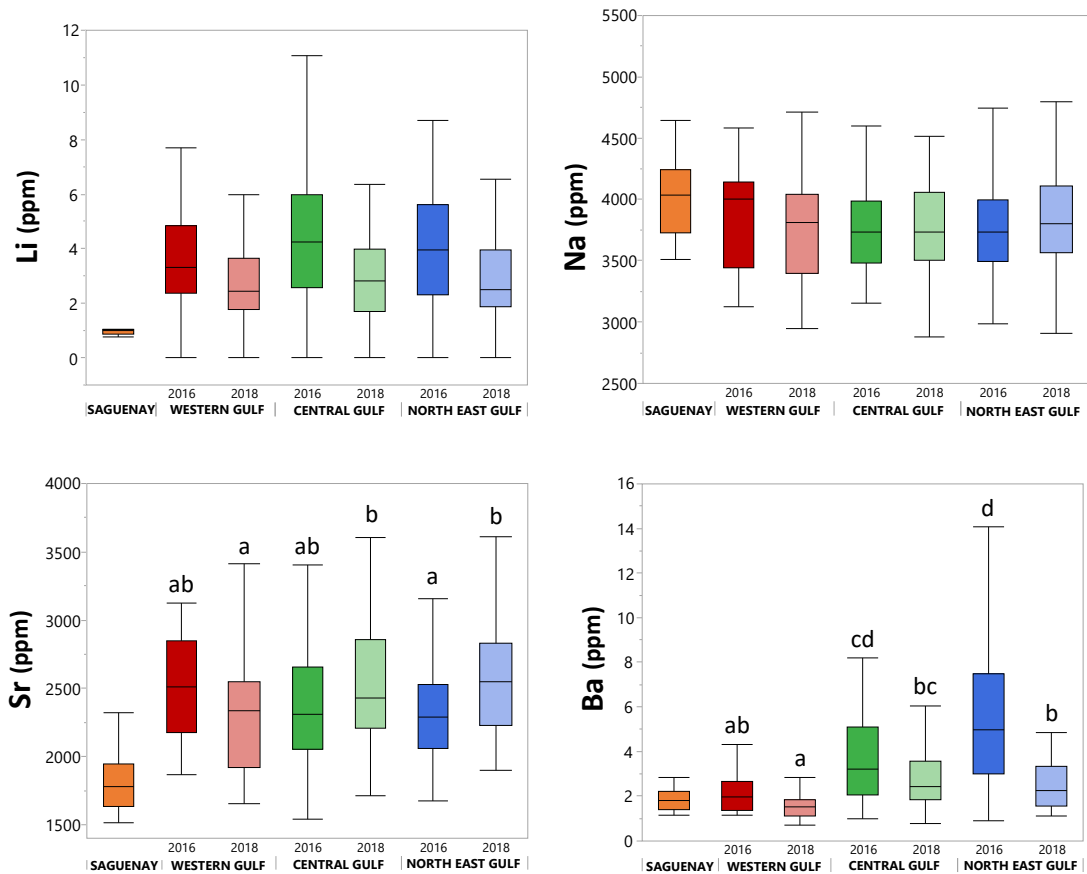 Li (ppm)
12
10
8
6
4
2
0
2016 2018 2016 2018 2016 2018
SAGUENAY WESTERN GULF CENTRAL GULF NORTH EAST GULF
Na (ppm)
5500
5000
4500
4000
3500
3000
2500
2016 2018 2016 2018 2016 2018
SAGUENAY WESTERN GULF CENTRAL GULF NORTH EAST GULF
Sr (ppm)
4000
3500
3000
2500
2000
1500
ab a ab b a b
2016 2018 2016 2018 2016 2018
SAGUENAY WESTERN GULF CENTRAL GULF NORTH EAST GULF
Ba (ppm)
16
14
12
10
8
6
4
2
0
ab a cd bc d b
2016 2018 2016 2018 2016 2018
SAGUENAY WESTERN GULF CENTRAL GULF NORTH EAST GULF